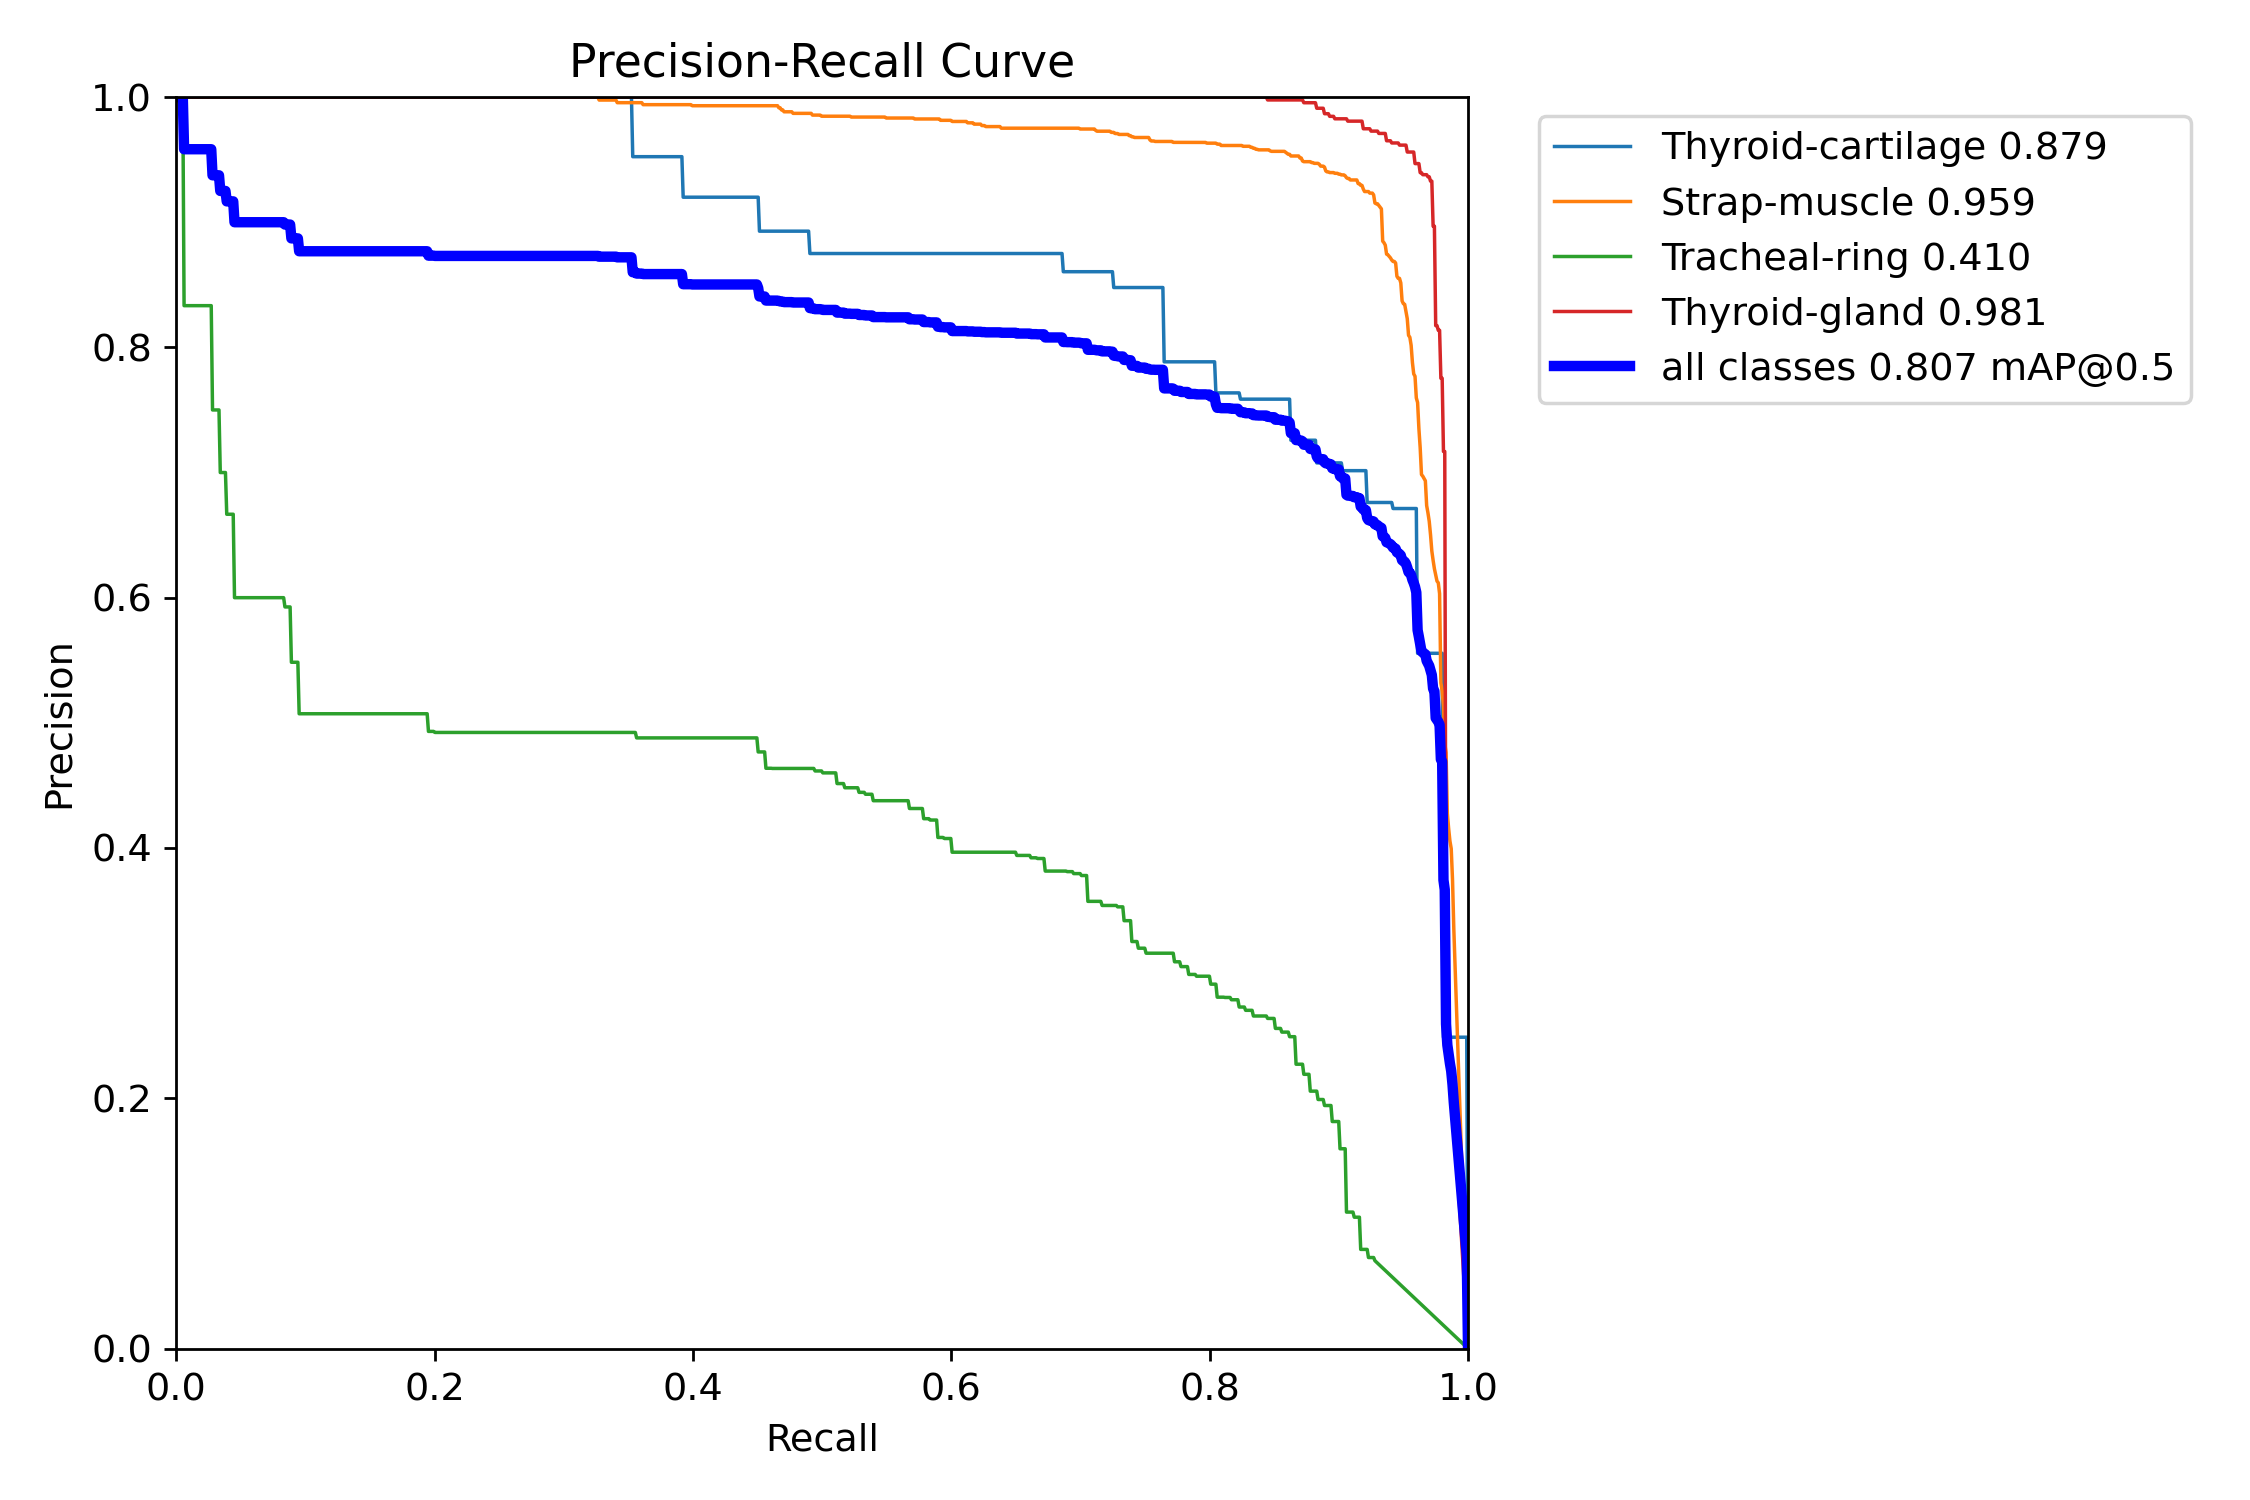 Precision-Recall Curve
1.0
0.8
0.6
0.4
0.2
0.0
Precision
0.0 0.2 0.4 0.6 0.8 1.0
Recall
Thyroid-cartilage 0.879
Strap-muscle 0.959
Tracheal-ring 0.410
Thyroid-gland 0.981
all classes 0.807 mAP@0.5